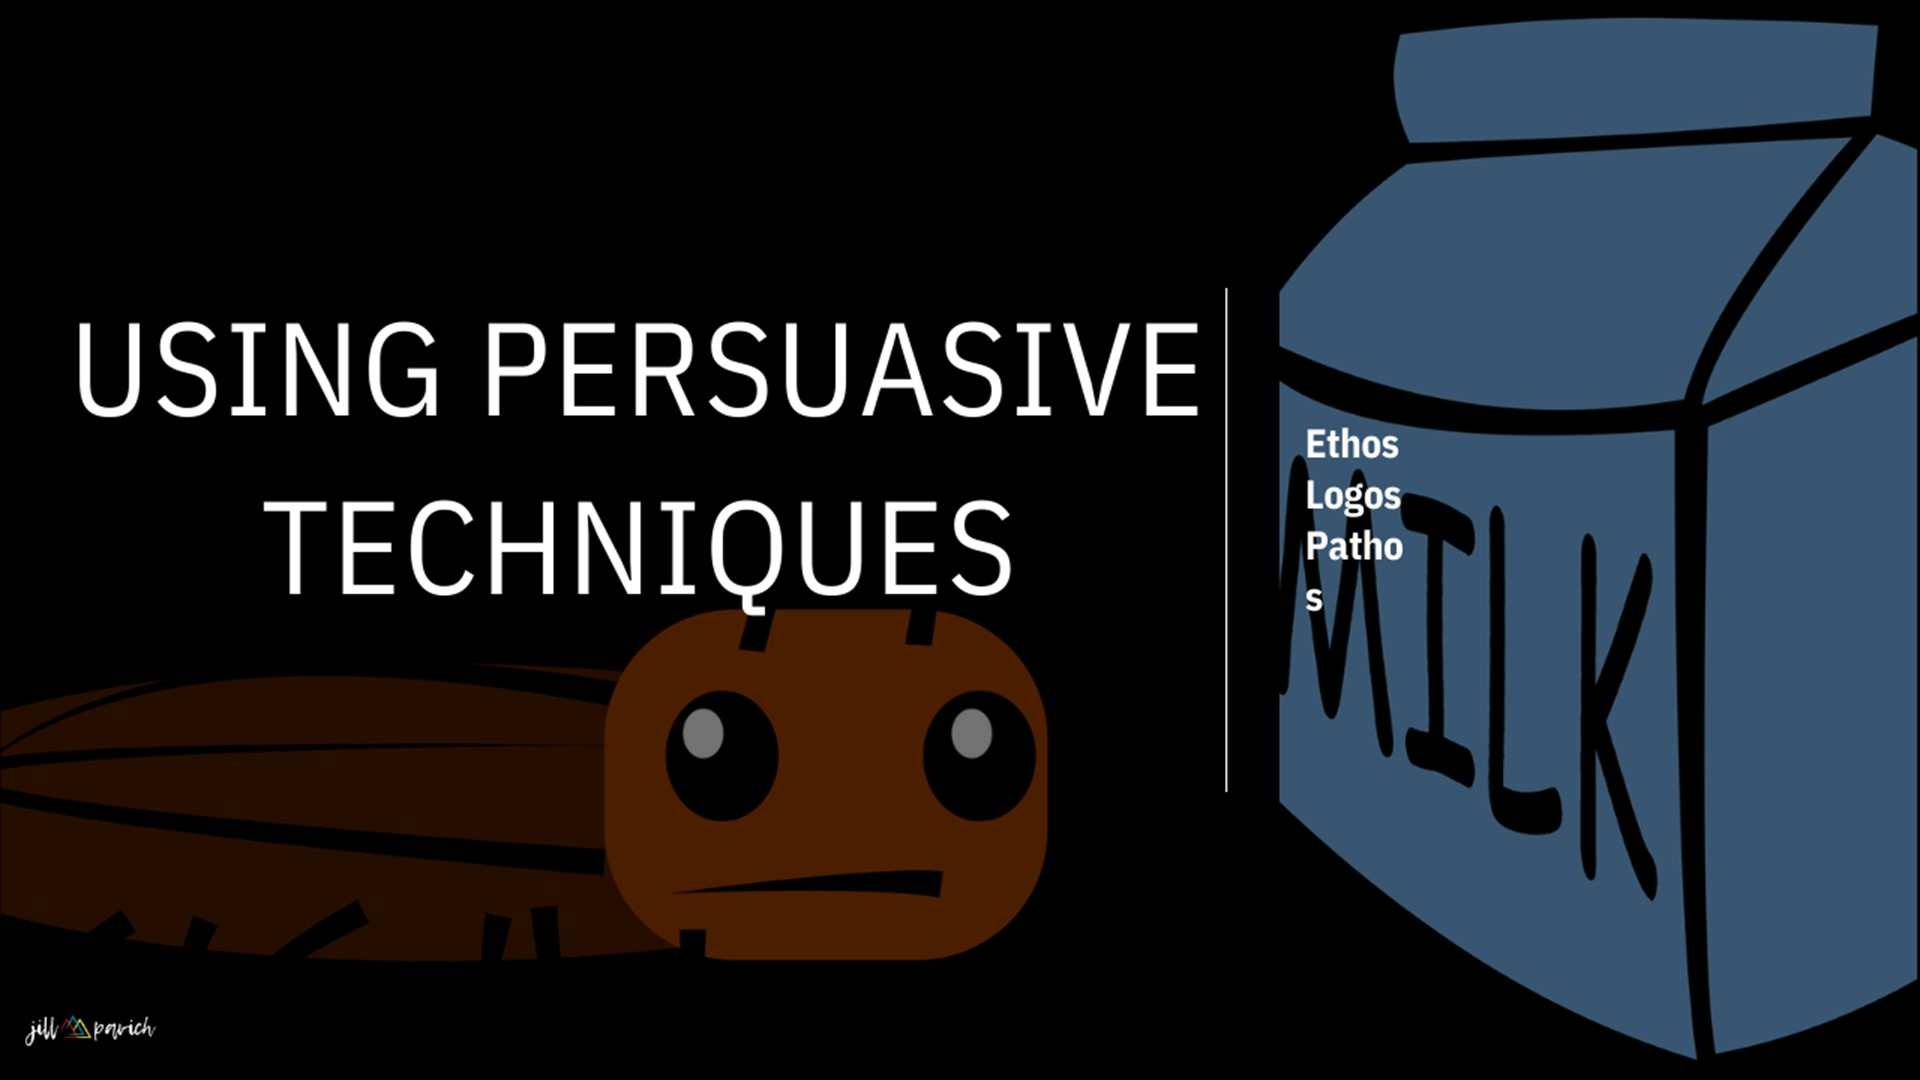 USING PERSUASIVE
TECHNIQUES
Ethos
Logos
Patho
s
MILK
jill pavich